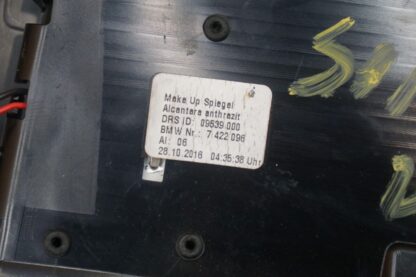 Make Up Spiegel
Alcantara anthrazit
DRS ID: 09539.000
BMW Nr.: 7 422 096
AI: 06
28.10.2016 04:35:38 Uhr